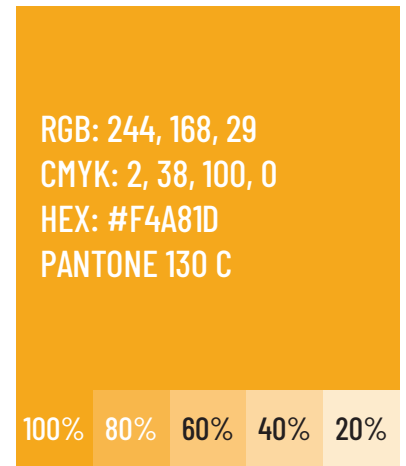 RGB: 244, 168, 29
CMYK: 2, 38, 100, 0
HEX: #F4A81D
PANTONE 130 C
100% 80% 60% 40% 20%